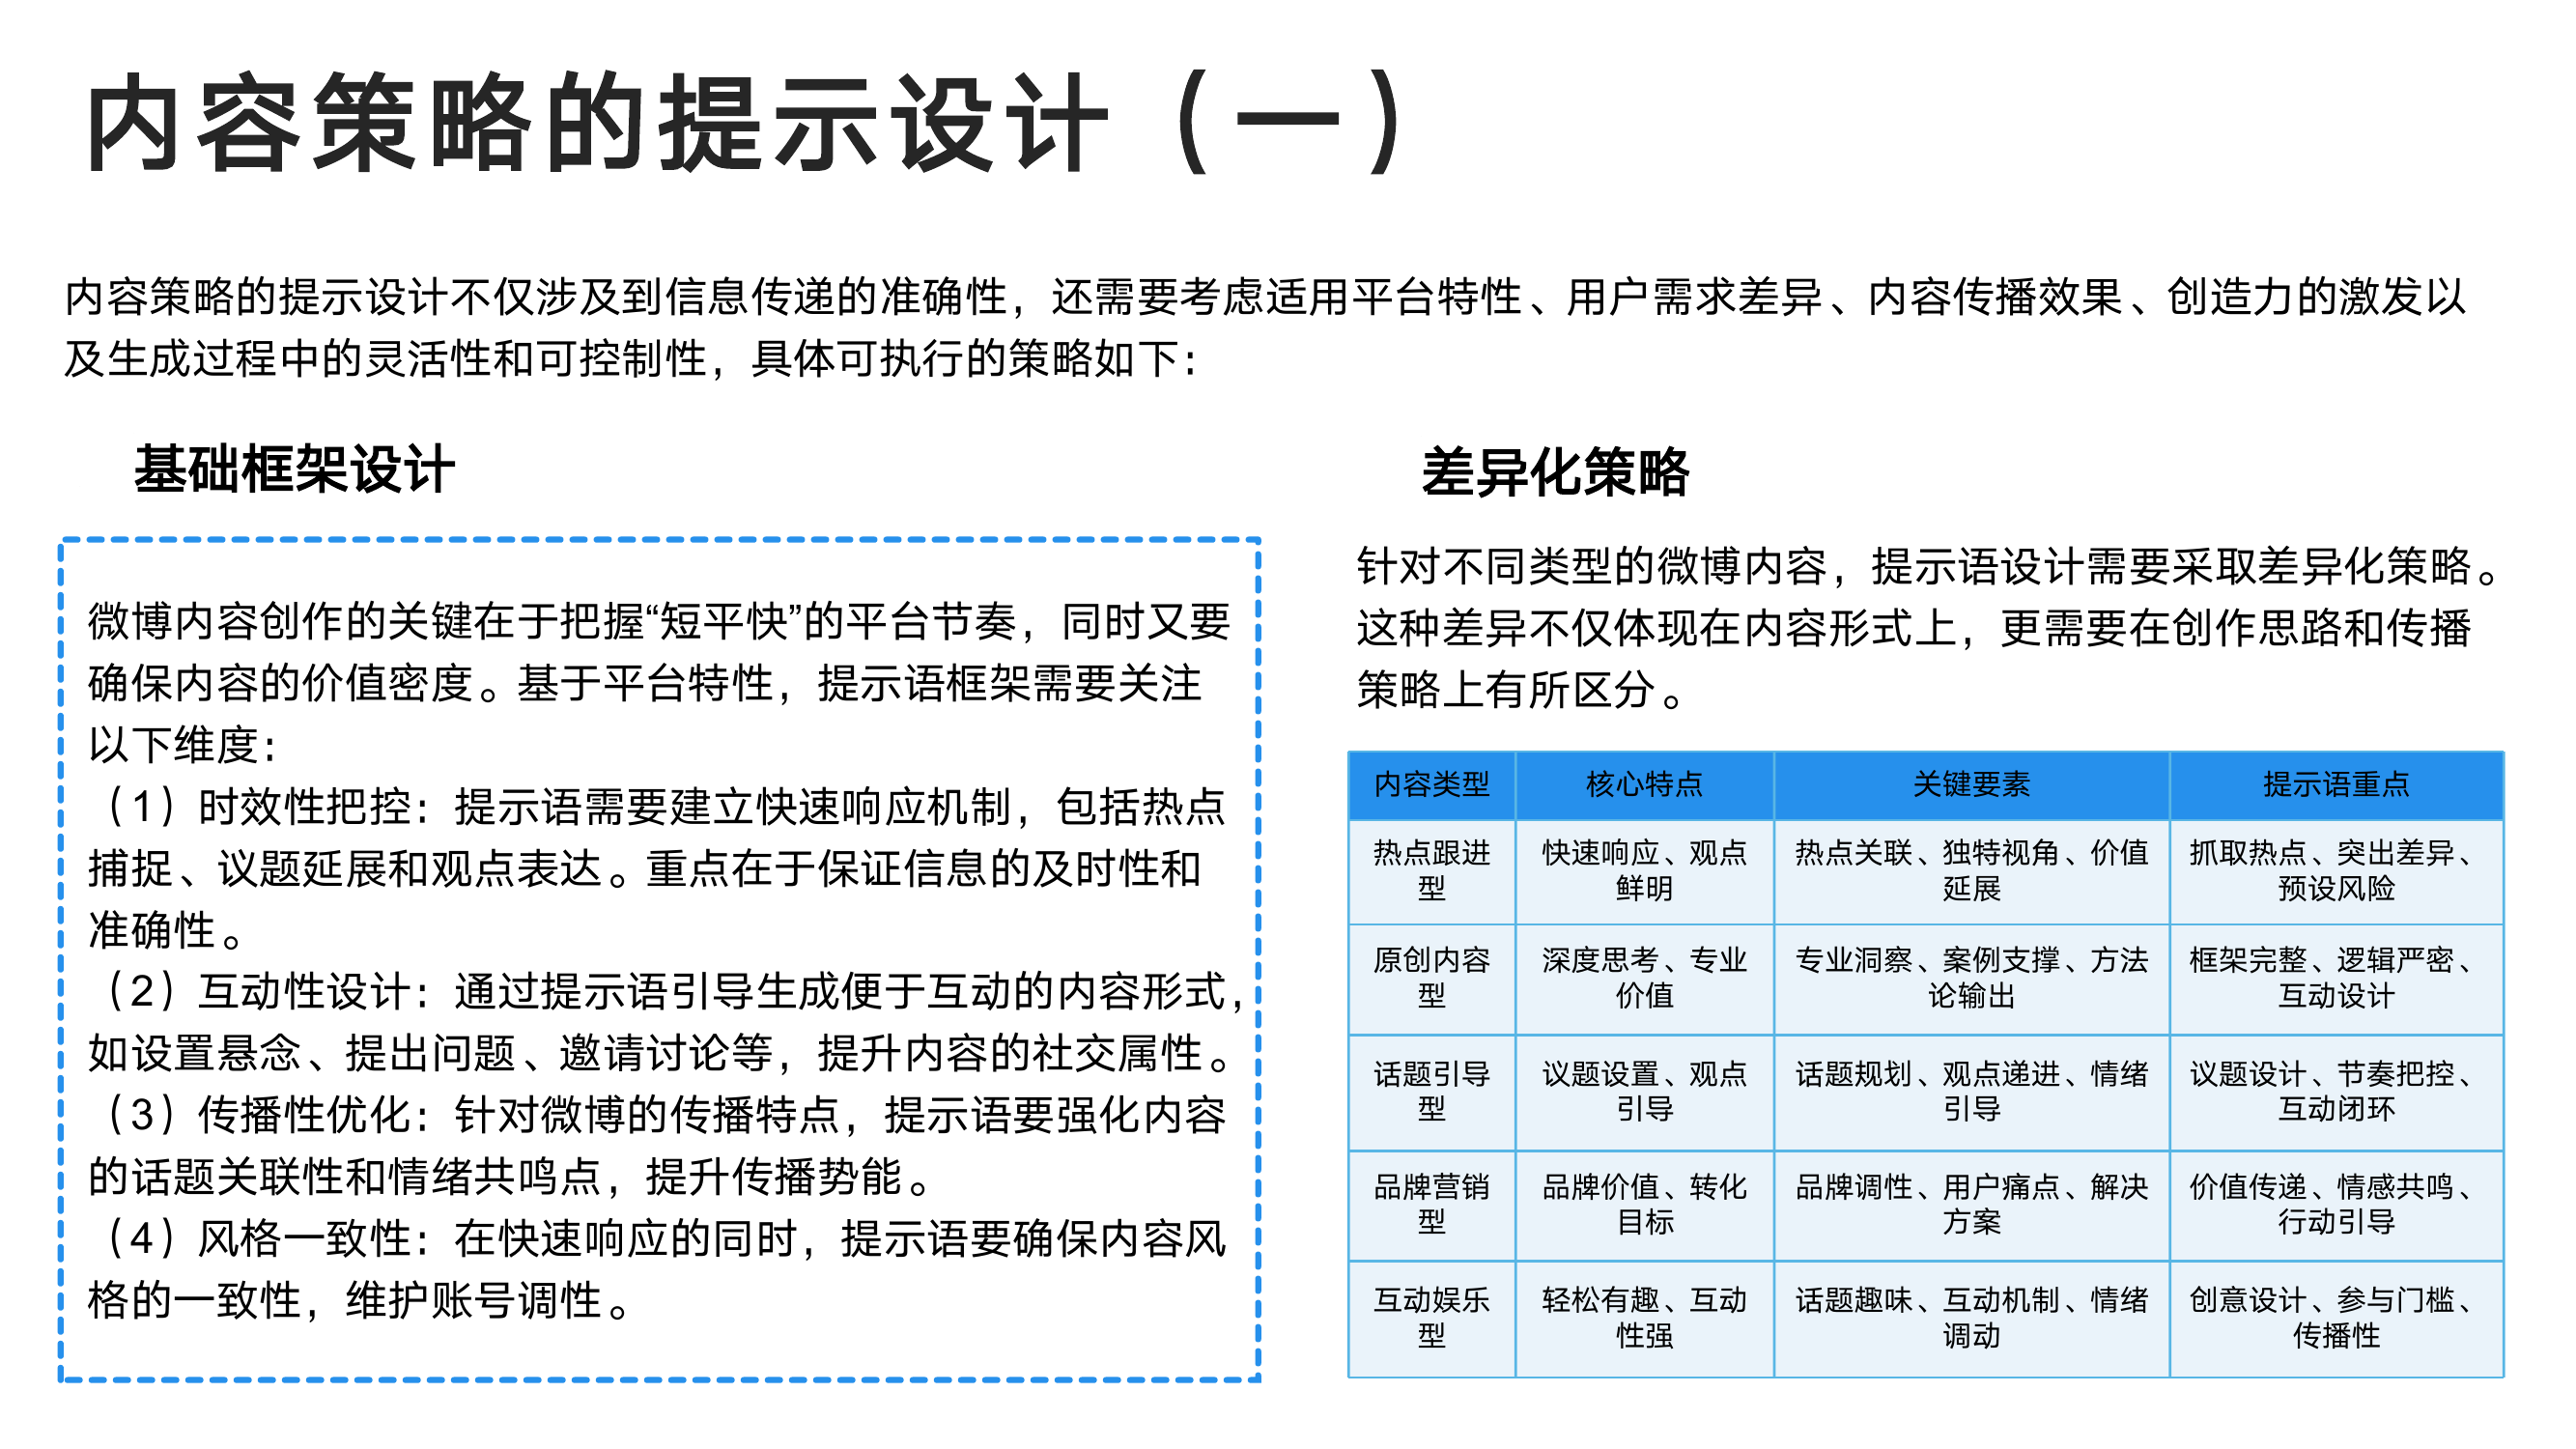 内容策略的提示设计（一）
内容策略的提示设计不仅涉及到信息传递的准确性，还需要考虑适用平台特性、用户需求差异、内容传播效果、创造力的激发以
及生成过程中的灵活性和可控制性，具体可执行的策略如下：
基础框架设计
微博内容创作的关键在于把握“短平快”的平台节奏，同时又要
确保内容的价值密度。基于平台特性，提示语框架需要关注
以下维度：
（1）时效性把控：提示语需要建立快速响应机制，包括热点
捕捉、议题延展和观点表达。重点在于保证信息的及时性和
准确性。
（2）互动性设计：通过提示语引导生成便于互动的内容形式，
如设置悬念、提出问题、邀请讨论等，提升内容的社交属性。
（3）传播性优化：针对微博的传播特点，提示语要强化内容
的话题关联性和情绪共鸣点，提升传播势能。
（4）风格一致性：在快速响应的同时，提示语要确保内容风
格的一致性，维护账号调性。
差异化策略
针对不同类型的微博内容，提示语设计需要采取差异化策略。
这种差异不仅体现在内容形式上，更需要在创作思路和传播
策略上有所区分。
内容类型 核心特点 关键要素 提示语重点
热点跟进 快速响应、观点 热点关联、独特视角、价值 抓取热点、突出差异、
型 鲜明 延展 预设风险
原创内容 深度思考、专业 专业洞察、案例支撑、方法 框架完整、逻辑严密、
型 价值 论输出 互动设计
话题引导 议题设置、观点 话题规划、观点递进、情绪 议题设计、节奏把控、
型 引导 引导 互动闭环
品牌营销 品牌价值、转化 品牌调性、用户痛点、解决 价值传递、情感共鸣、
型 目标 方案 行动引导
互动娱乐 轻松有趣、互动 话题趣味、互动机制、情绪 创意设计、参与门槛、
型 性强 调动 传播性